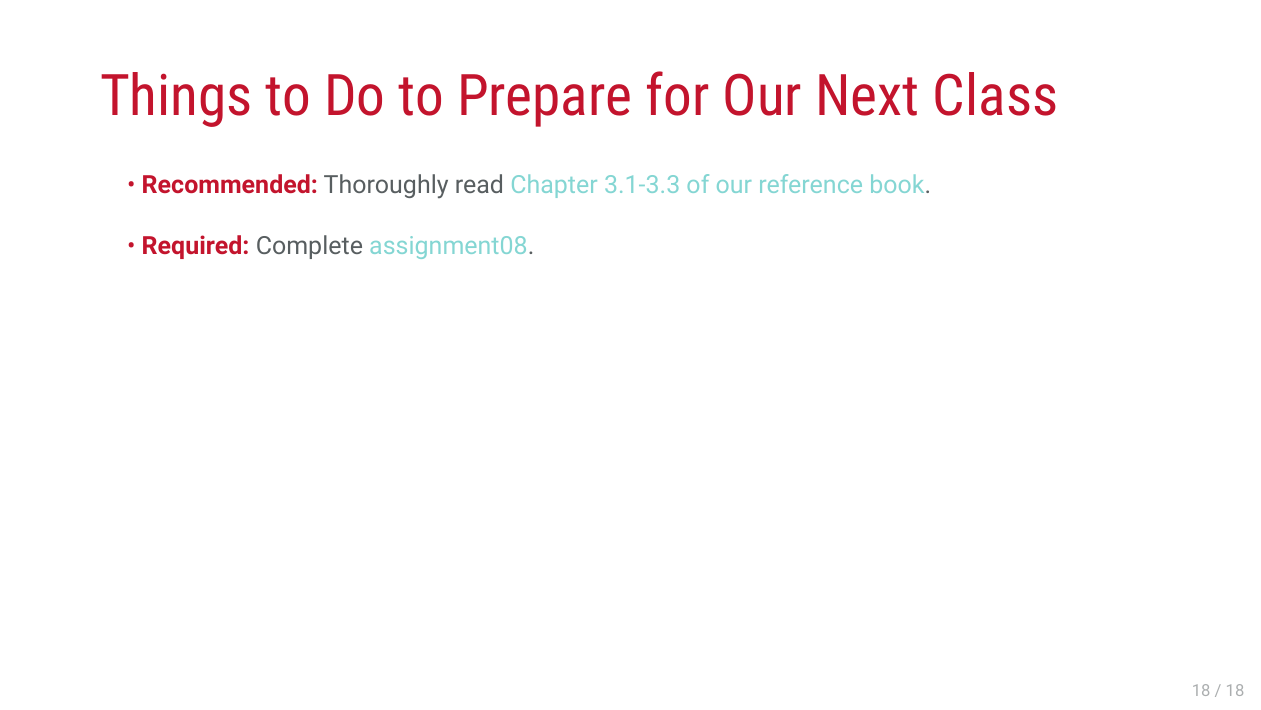 Things to Do to Prepare for Our Next Class
• Recommended: Thoroughly read Chapter 3.1-3.3 of our reference book.
• Required: Complete assignment08.
18 / 18